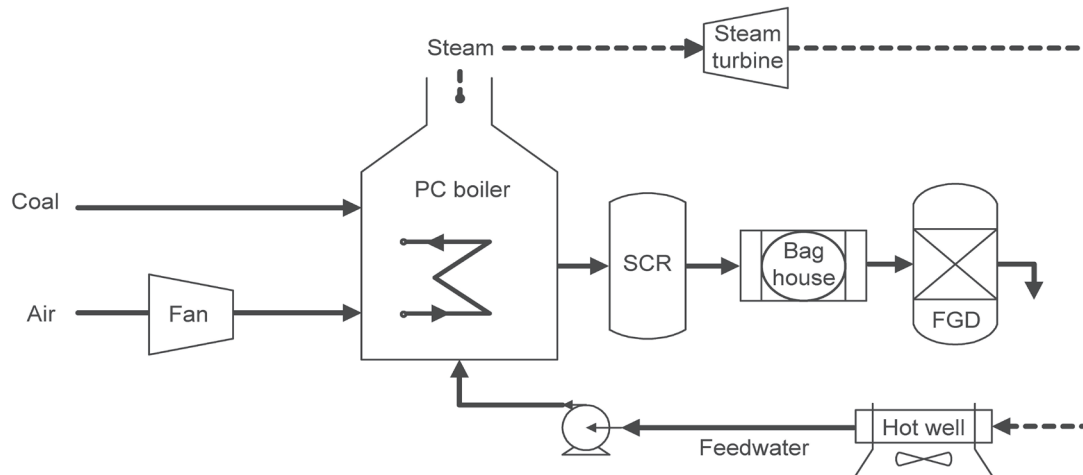 Steam
Steam
turbine
PC boiler
Coal
SCR
Bag
house
Air
Fan
FGD
Hot well
Feedwater